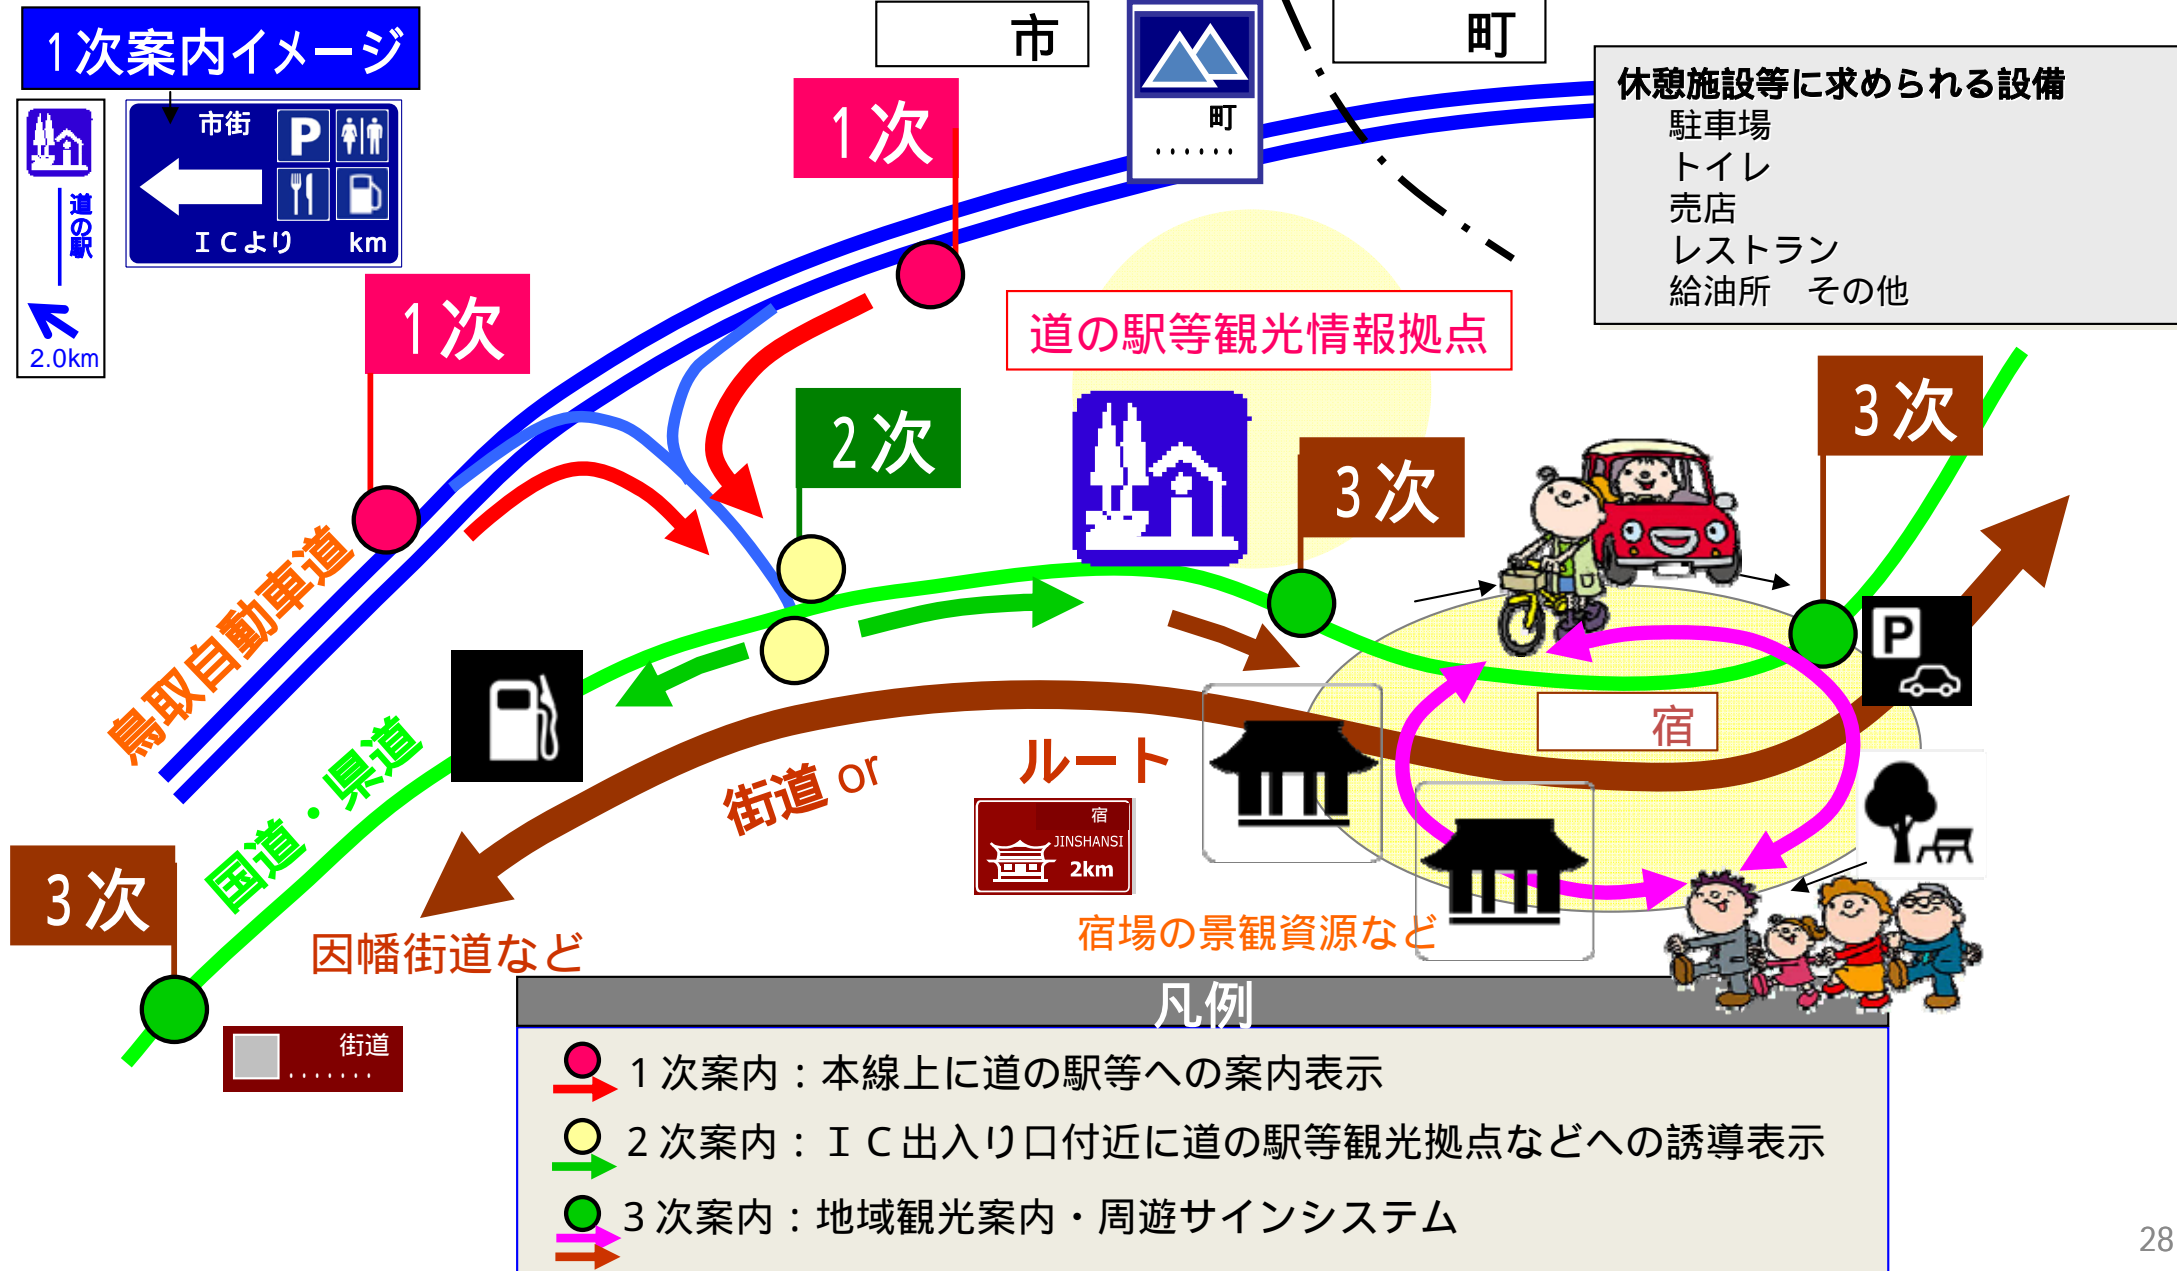 1次案内イメージ
市
町
町
・・・・・・
休憩施設等に求められる設備
駐車場
トイレ
売店
レストラン
給油所　その他
市街
P
ＩＣより　km
道の駅
2.0km
1次
1次
道の駅等観光情報拠点
2次
3次
3次
鳥取自動車道
国道・県道
P
宿
ルート
街道 or
宿
JINSHANSI
2km
3次
因幡街道など
宿場の景観資源など
街道
・・・・・・・
凡例
1次案内：本線上に道の駅等への案内表示
2次案内：ＩＣ出入り口付近に道の駅等観光拠点などへの誘導表示
3次案内：地域観光案内・周遊サインシステム
28